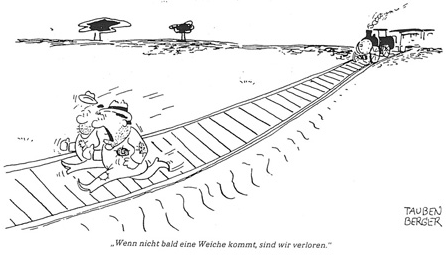 TAUBEN
BERGER
„Wenn nicht bald eine Weiche kommt, sind wir verloren.“